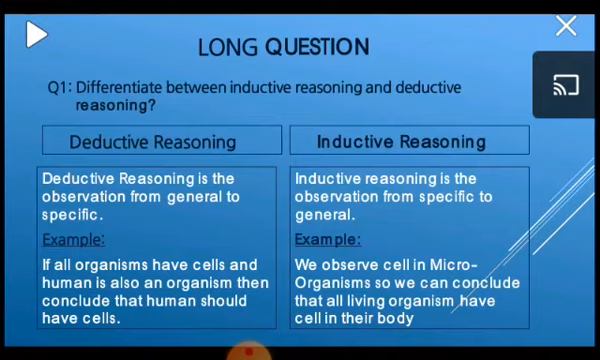 LONG QUESTION
Q1: Differentiate between inductive reasoning and deductive
reasoning?
Deductive Reasoning
Inductive Reasoning
Deductive Reasoning is the
observation from general to
specific.
Example:
If all organisms have cells and
human is also an organism then
conclude that human should
have cells.
Inductive reasoning is the
observation from specific to
general.
Example:
We observe cell in Micro-
Organisms so we can conclude
that all living organism have
cell in their body